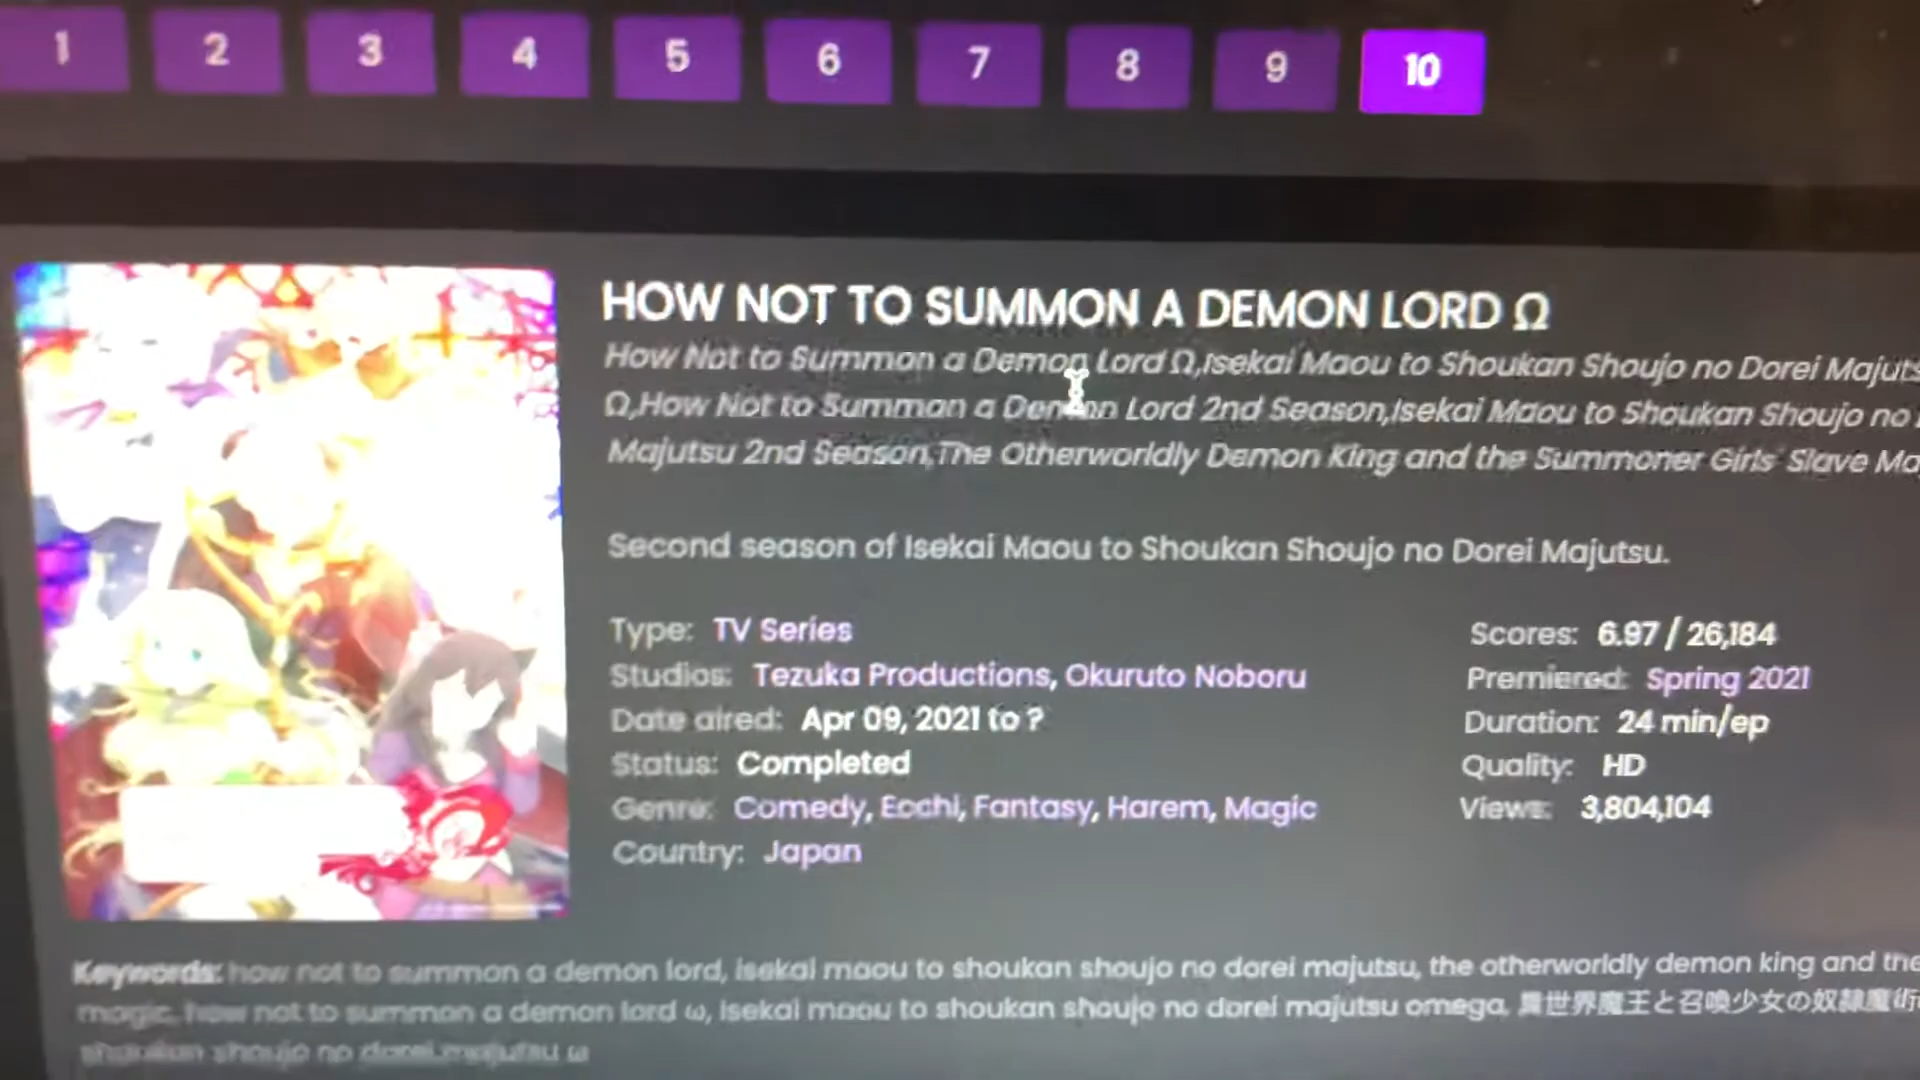 1 2 3 4 5 6 7 8 9 10
HOW NOT TO SUMMON A DEMON LORD Ω
How Not to Summon a Demon Lord Ω,Isekai Maou to Shoukan Shoujo no Dorei Majuts
Ω,How Not to Summon a Demon Lord 2nd Season,Isekai Maou to Shoukan Shoujo no
Majutsu 2nd Season,The Otherworldly Demon King and the Summoner Girls' Slave Ma
Second season of Isekai Maou to Shoukan Shoujo no Dorei Majutsu.
Type: TV Series
Studios: Tezuka Productions, Okuruto Noboru
Date aired: Apr 09, 2021 to ?
Status: Completed
Genre: Comedy, Ecchi, Fantasy, Harem, Magic
Country: Japan
Scores: 6.97 / 26,184
Premiered: Spring 2021
Duration: 24 min/ep
Quality: HD
Views: 3,804,104
Keywords: how not to summon a demon lord, isekai maou to shoukan shoujo no dorei majutsu, the otherworldly demon king and the
magic, how not to summon a demon lord ω, isekai maou to shoukan shoujo no dorei majutsu omega, 異世界魔王と召喚少女の奴隷魔術
shoukan shoujo no dorei majutsu ω